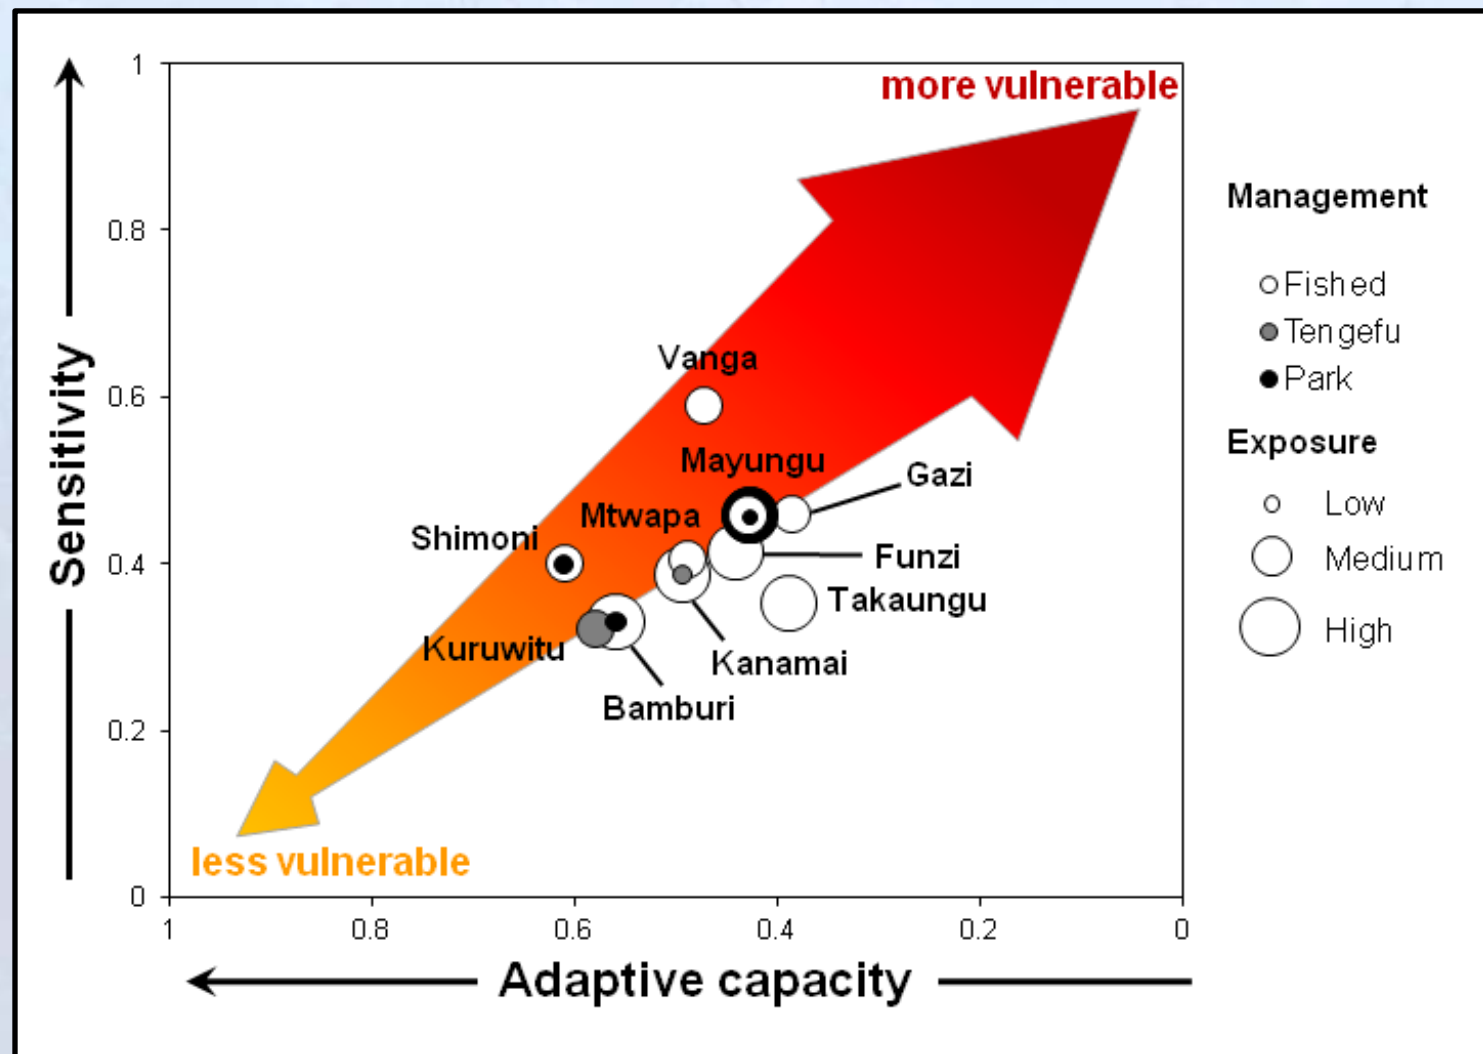 more vulnerable
less vulnerable
Sensitivity
1
0.8
0.6
0.4
0.2
0
1
0.8
0.6
0.4
0.2
0
Adaptive capacity
Vanga
Mayungu
Gazi
Mtwapa
Shimoni
Funzi
Takaungu
Kuruwitu
Kanamai
Bamburi
Management
Fished
Tengefu
Park
Exposure
Low
Medium
High